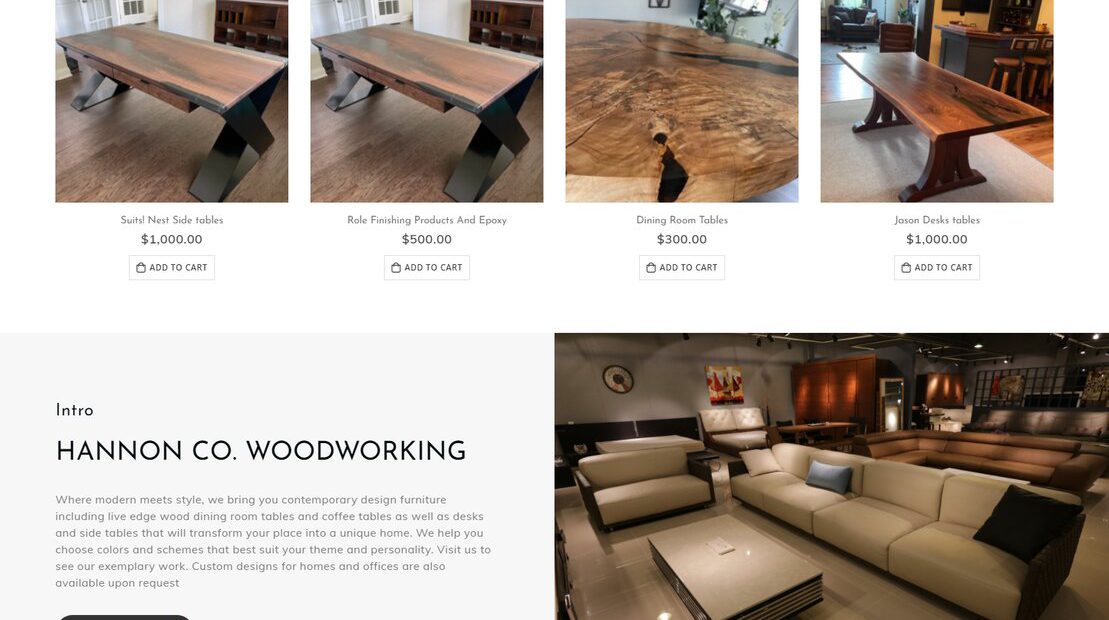 Suits! Nest Side tables
$1,000.00
ADD TO CART
Role Finishing Products And Epoxy
$500.00
ADD TO CART
Dining Room Tables
$300.00
ADD TO CART
Jason Desks tables
$1,000.00
ADD TO CART
Intro
HANNON CO. WOODWORKING
Where modern meets style, we bring you contemporary design furniture
including live edge wood dining room tables and coffee tables as well as desks
and side tables that will transform your place into a unique home. We help you
choose colors and schemes that best suit your theme and personality. Visit us to
see our exemplary work. Custom designs for homes and offices are also
available upon request